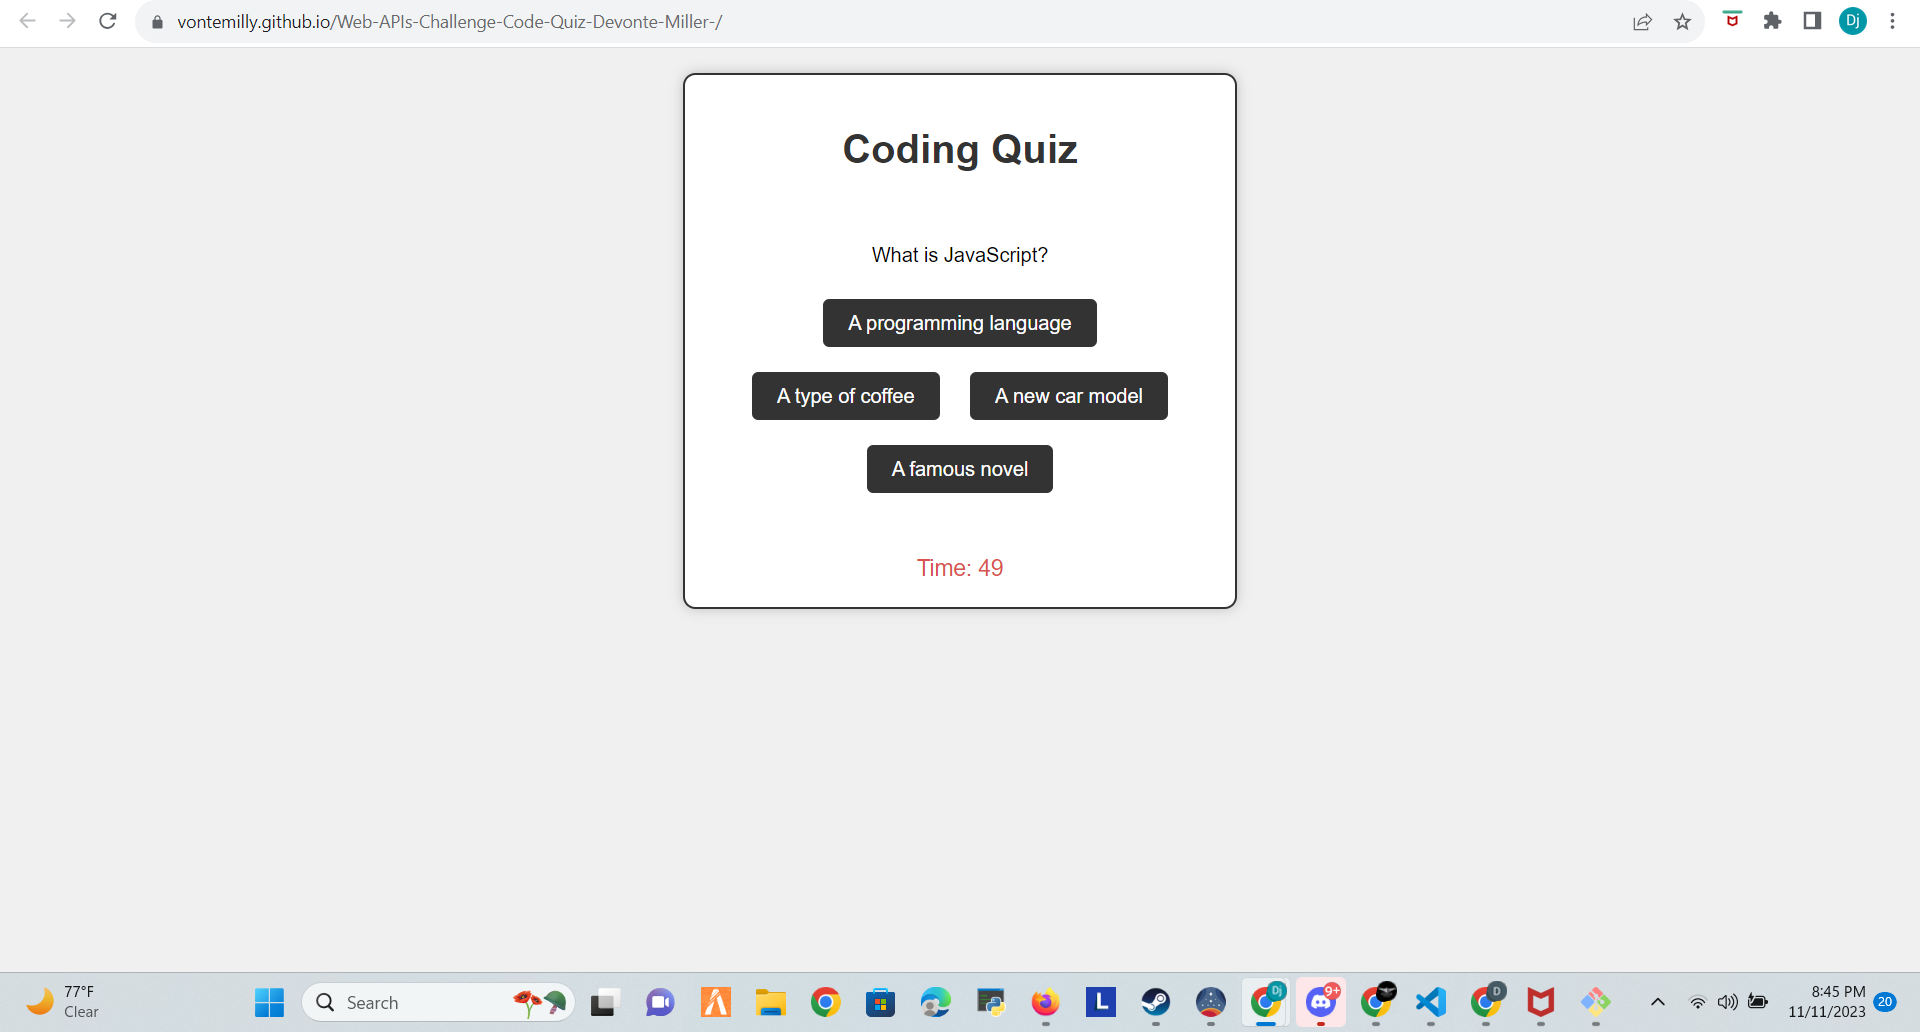 vontemilly.github.io/Web-APIs-Challenge-Code-Quiz-Devonte-Miller-/
Dj
Coding Quiz
What is JavaScript?
A programming language
A type of coffee
A new car model
A famous novel
Time: 49
77°F
Clear
Search
L
Dj
9+
D
8:45 PM
11/11/2023
20